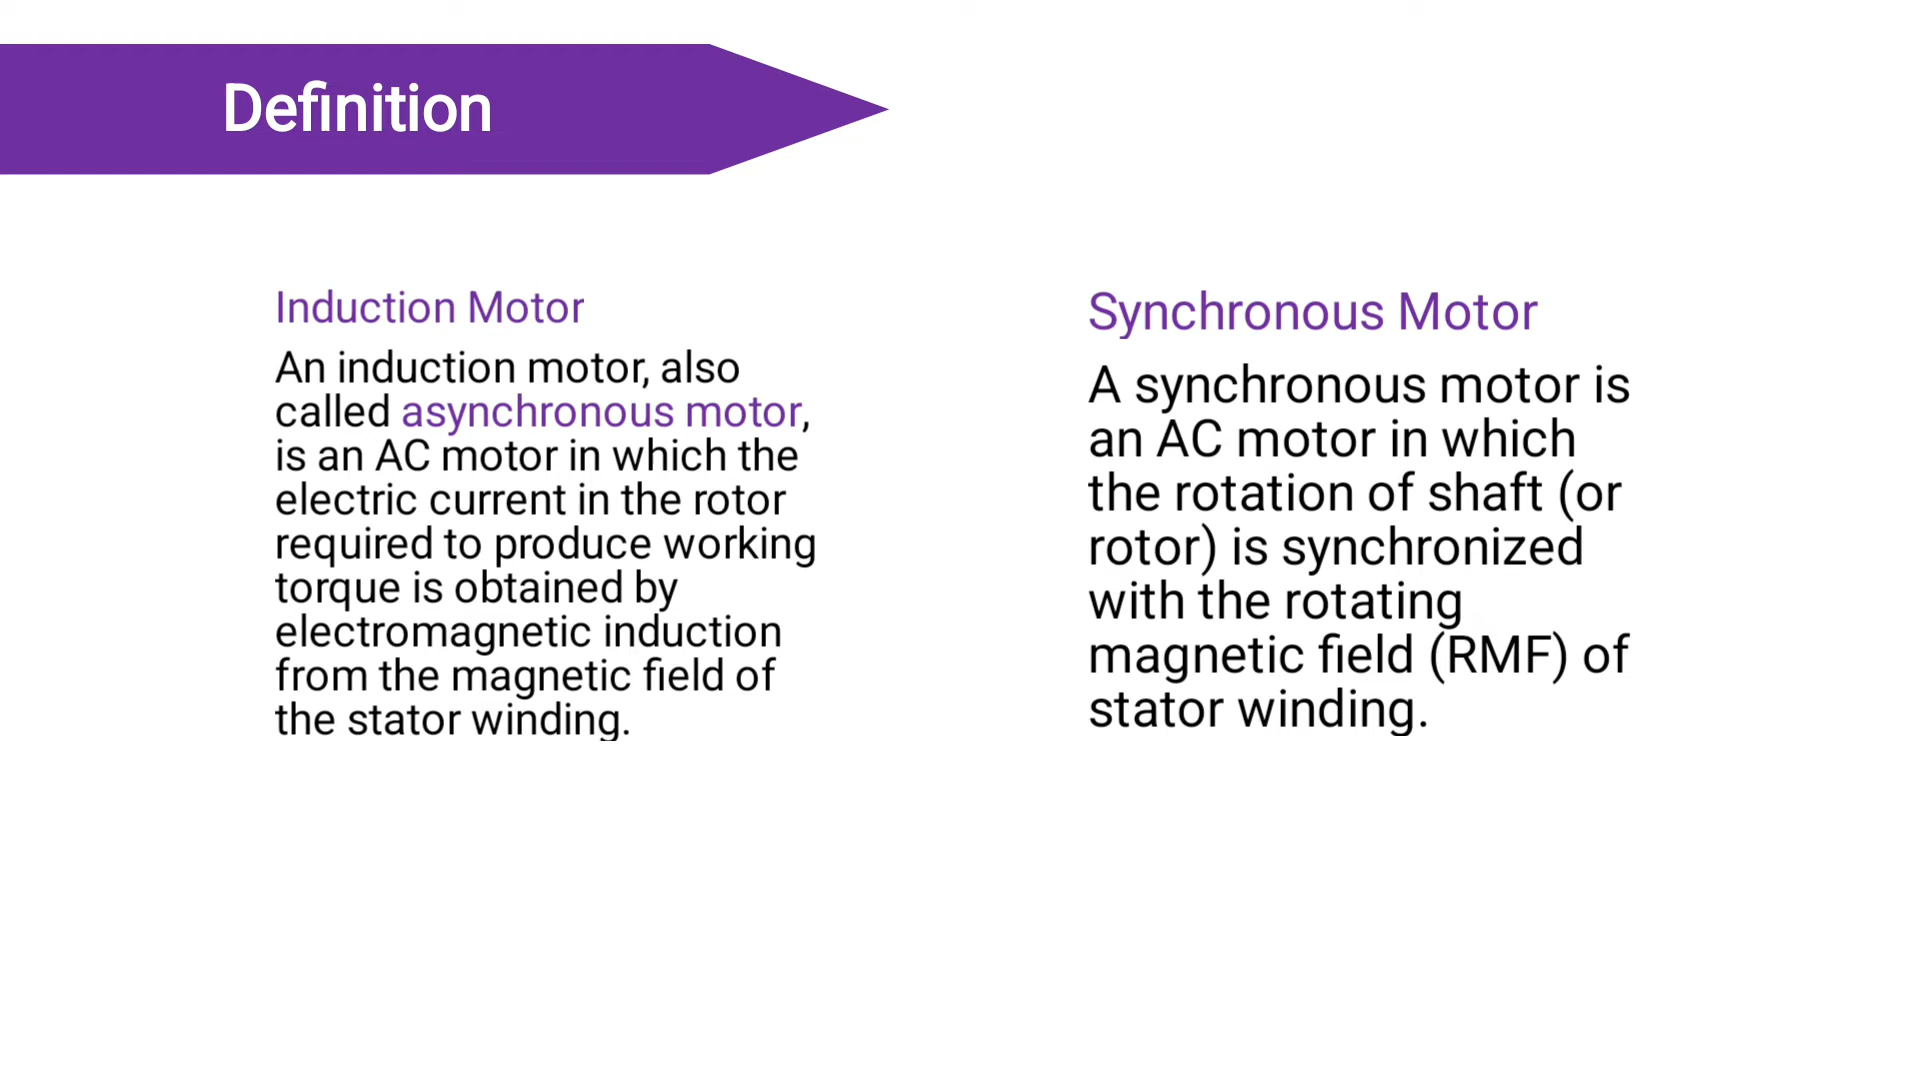 Definition
Induction Motor
An induction motor, also
called asynchronous motor,
is an AC motor in which the
electric current in the rotor
required to produce working
torque is obtained by
electromagnetic induction
from the magnetic field of
the stator winding.
Synchronous Motor
A synchronous motor is
an AC motor in which
the rotation of shaft (or
rotor) is synchronized
with the rotating
magnetic field (RMF) of
stator winding.